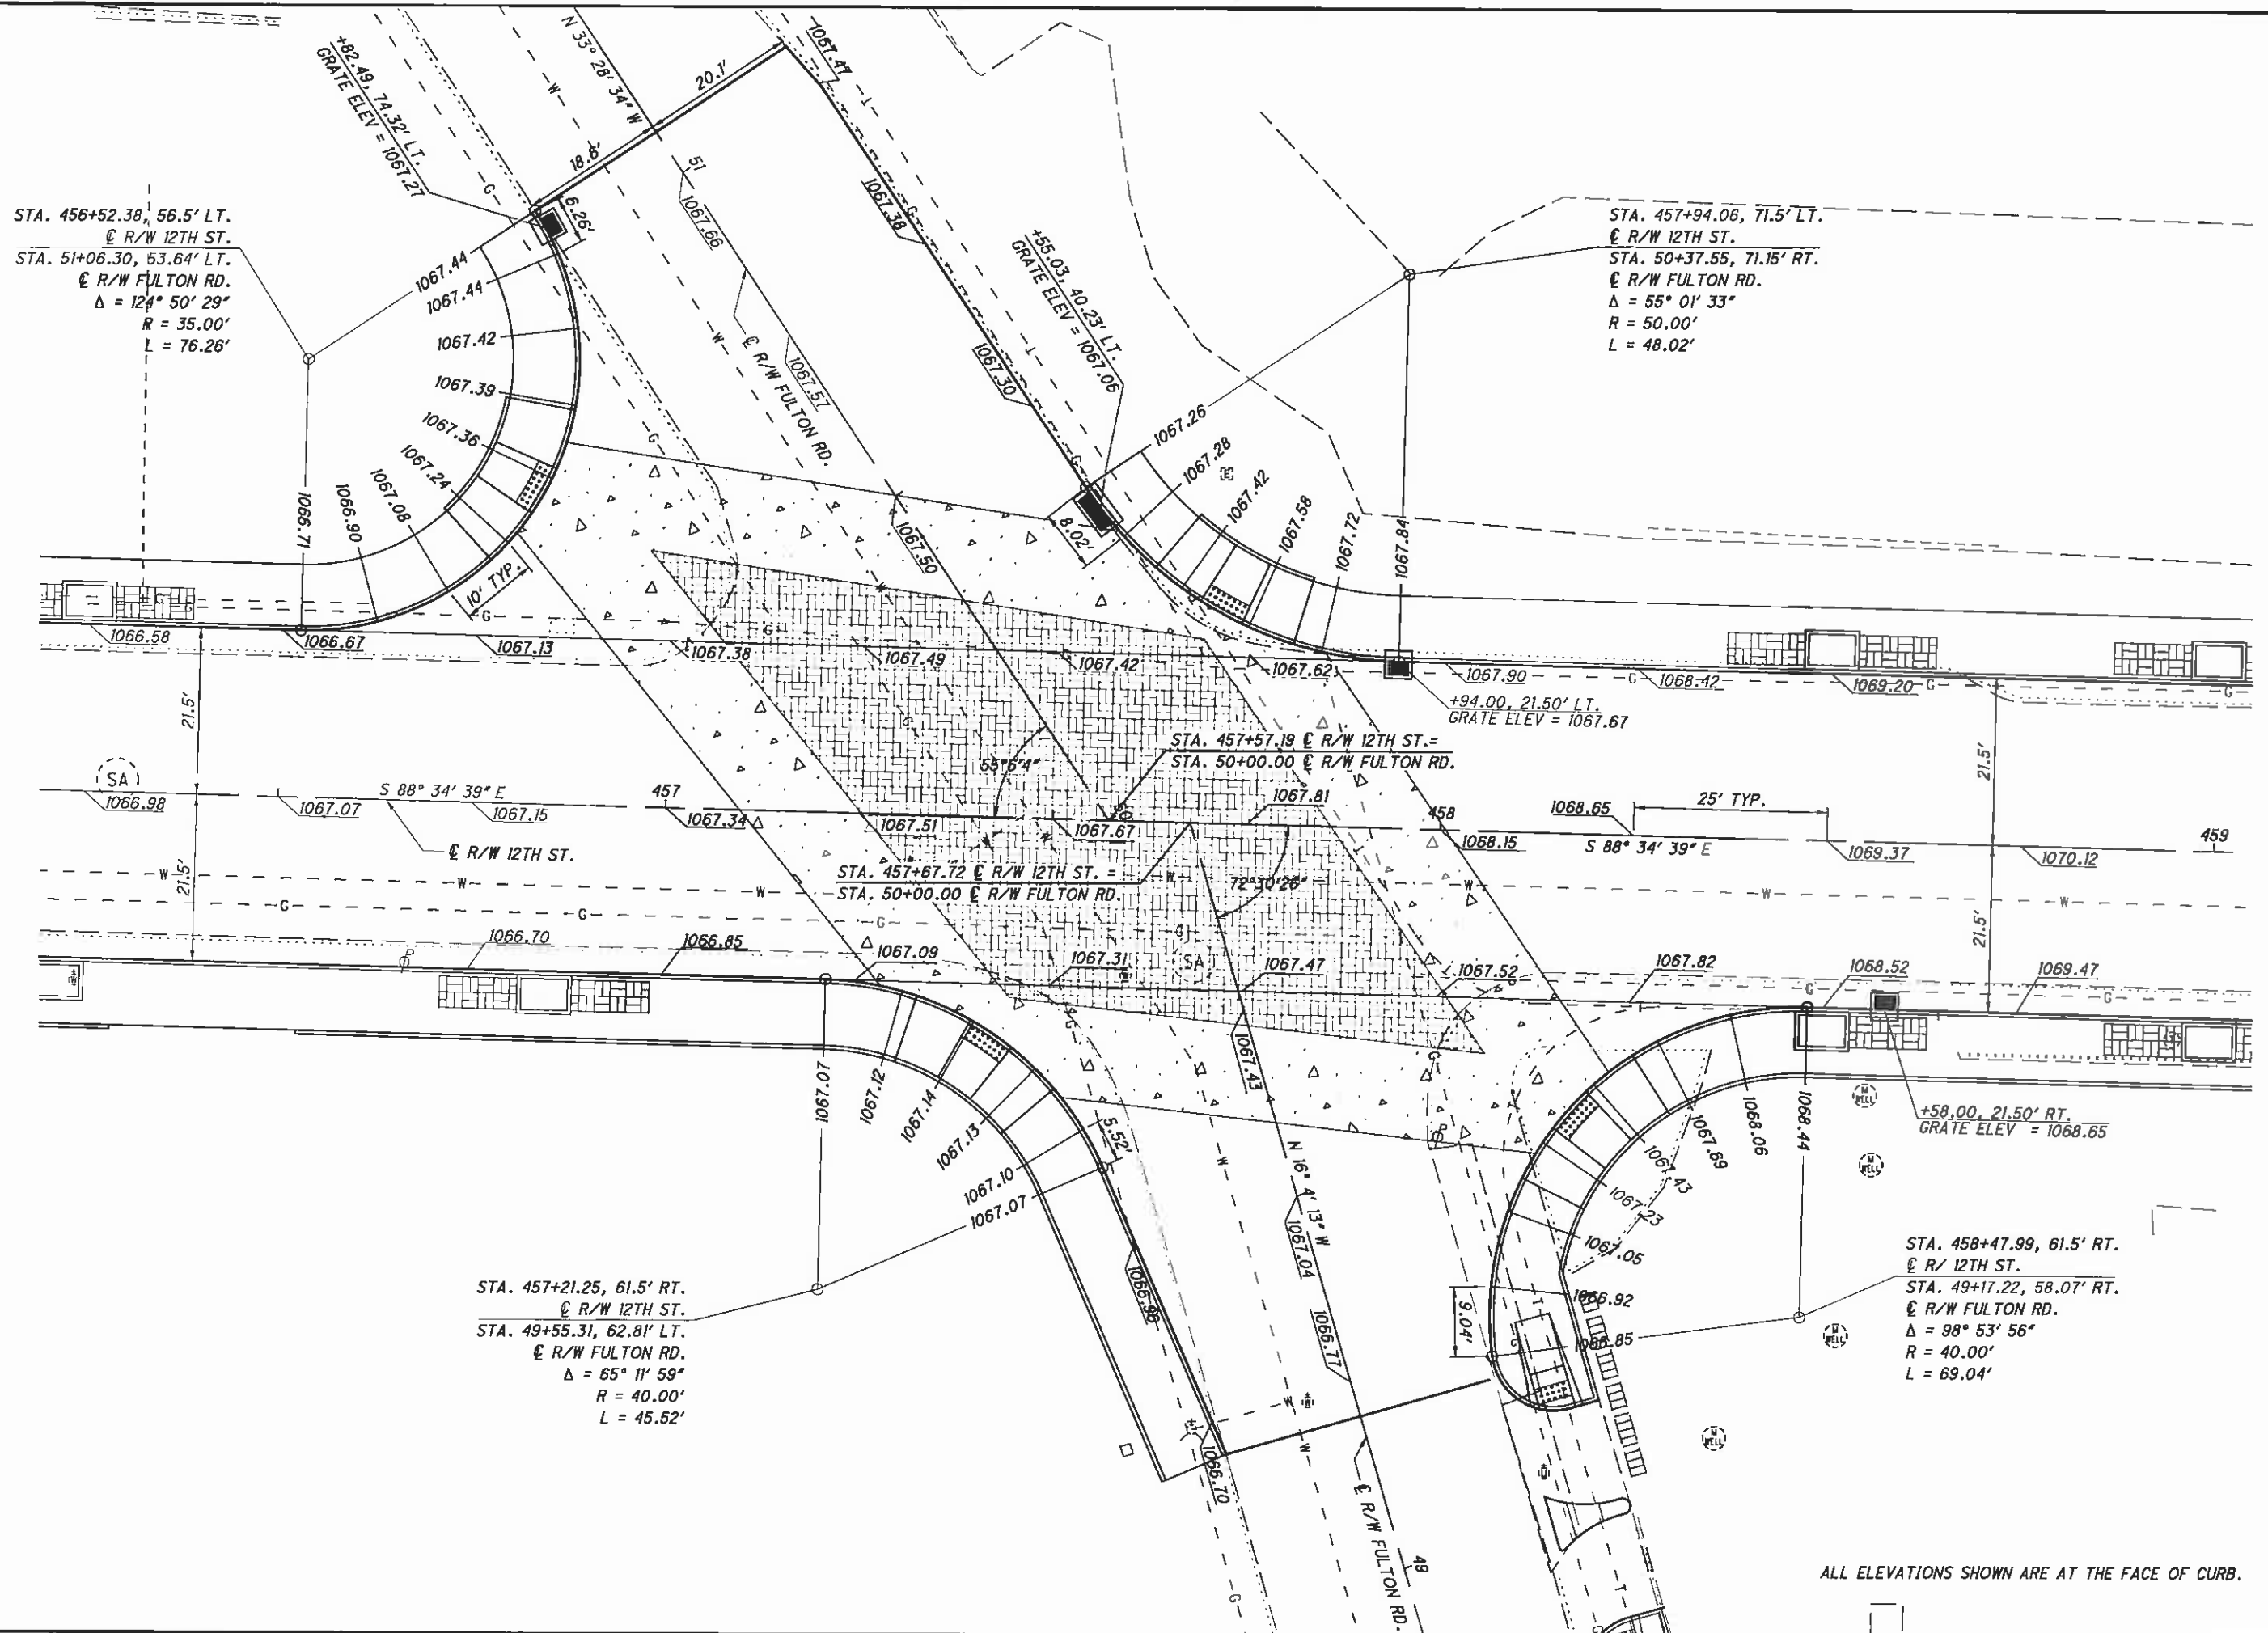 +82.49, 74.32' LT.
GRATE ELEV = 1067.27
N 33° 28' 34" W
20.1'
18.6'
6.26'
1067.47
1067.38
1067.30
51
1067.66
1067.57
℄ R/W FULTON RD.
1067.50
STA. 456+52.38, 56.5' LT.
℄ R/W 12TH ST.
STA. 51+06.30, 53.64' LT.
℄ R/W FULTON RD.
Δ = 124° 50' 29"
R = 35.00'
L = 76.26'
1067.44
1067.44
1067.42
1067.39
1067.36
1067.24
1067.08
1066.90
1066.71
10' TYP.
+55.03, 40.23' LT.
GRATE ELEV = 1067.06
STA. 457+94.06, 71.5' LT.
℄ R/W 12TH ST.
STA. 50+37.55, 71.15' RT.
℄ R/W FULTON RD.
Δ = 55° 01' 33"
R = 50.00'
L = 48.02'
1067.26
1067.28
1067.42
1067.58
1067.72
1067.84
8.02'
1066.58
1066.67
1067.13
1067.38
1067.49
1067.42
1067.62
1067.90
1068.42
1069.20
+94.00, 21.50' LT.
GRATE ELEV = 1067.67
21.5'
21.5'
21.5'
21.5'
SA
STA. 457+57.19 ℄ R/W 12TH ST.=
STA. 50+00.00 ℄ R/W FULTON RD.
55°6'4"
50
1066.98
1067.07
S 88° 34' 39" E
1067.15
457
1067.34
1067.51
1067.67
1067.81
458
1068.15
1068.65
25' TYP.
S 88° 34' 39" E
1069.37
1070.12
459
℄ R/W 12TH ST.
STA. 457+67.72 ℄ R/W 12TH ST. =
STA. 50+00.00 ℄ R/W FULTON RD.
72°30'26"
SA
1066.70
1066.85
1067.09
1067.31
1067.47
1067.52
1067.82
1068.52
1069.47
1067.43
1067.07
1067.12
1067.14
1067.13
1067.10
1067.07
5.52'
N 16° 4' 13" W
1067.04
1066.77
1066.96
1066.70
STA. 457+21.25, 61.5' RT.
℄ R/W 12TH ST.
STA. 49+55.31, 62.81' LT.
℄ R/W FULTON RD.
Δ = 65° 11' 59"
R = 40.00'
L = 45.52'
1068.44
1068.06
1067.69
1067.43
1067.23
1067.05
1066.92
1066.85
9.04'
+58.00, 21.50' RT.
GRATE ELEV = 1068.65
M
WELL
M
WELL
M
WELL
M
WELL
STA. 458+47.99, 61.5' RT.
℄ R/ 12TH ST.
STA. 49+17.22, 58.07' RT.
℄ R/W FULTON RD.
Δ = 98° 53' 56"
R = 40.00'
L = 69.04'
℄ R/W FULTON RD.
49
ALL ELEVATIONS SHOWN ARE AT THE FACE OF CURB.